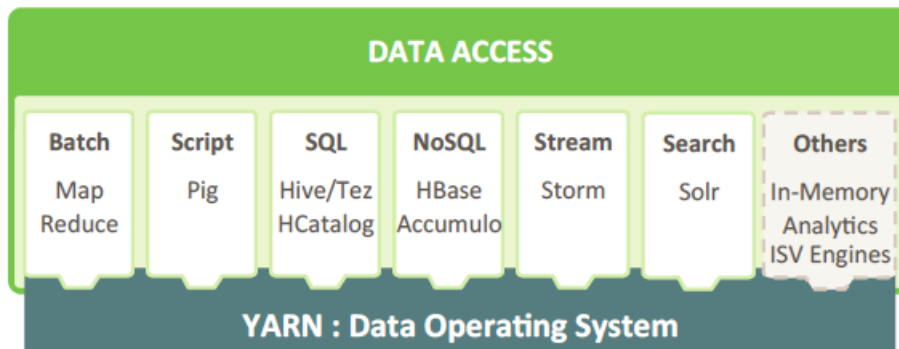 DATA ACCESS
Batch
Map
Reduce
Script
Pig
SQL
Hive/Tez
HCatalog
NoSQL
HBase
Accumulo
Stream
Storm
Search
Solr
Others
In-Memory
Analytics
ISV Engines
YARN : Data Operating System